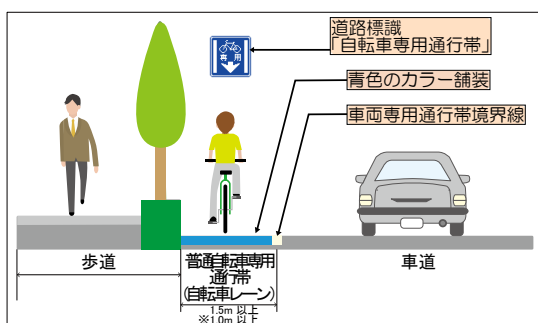 道路標識
「自転車専用通行帯」
専用
青色のカラー舗装
車両専用通行帯境界線
歩道
普通自転車専用
通行帯
(自転車レーン)
車道
1.5m 以上
※1.0m 以上